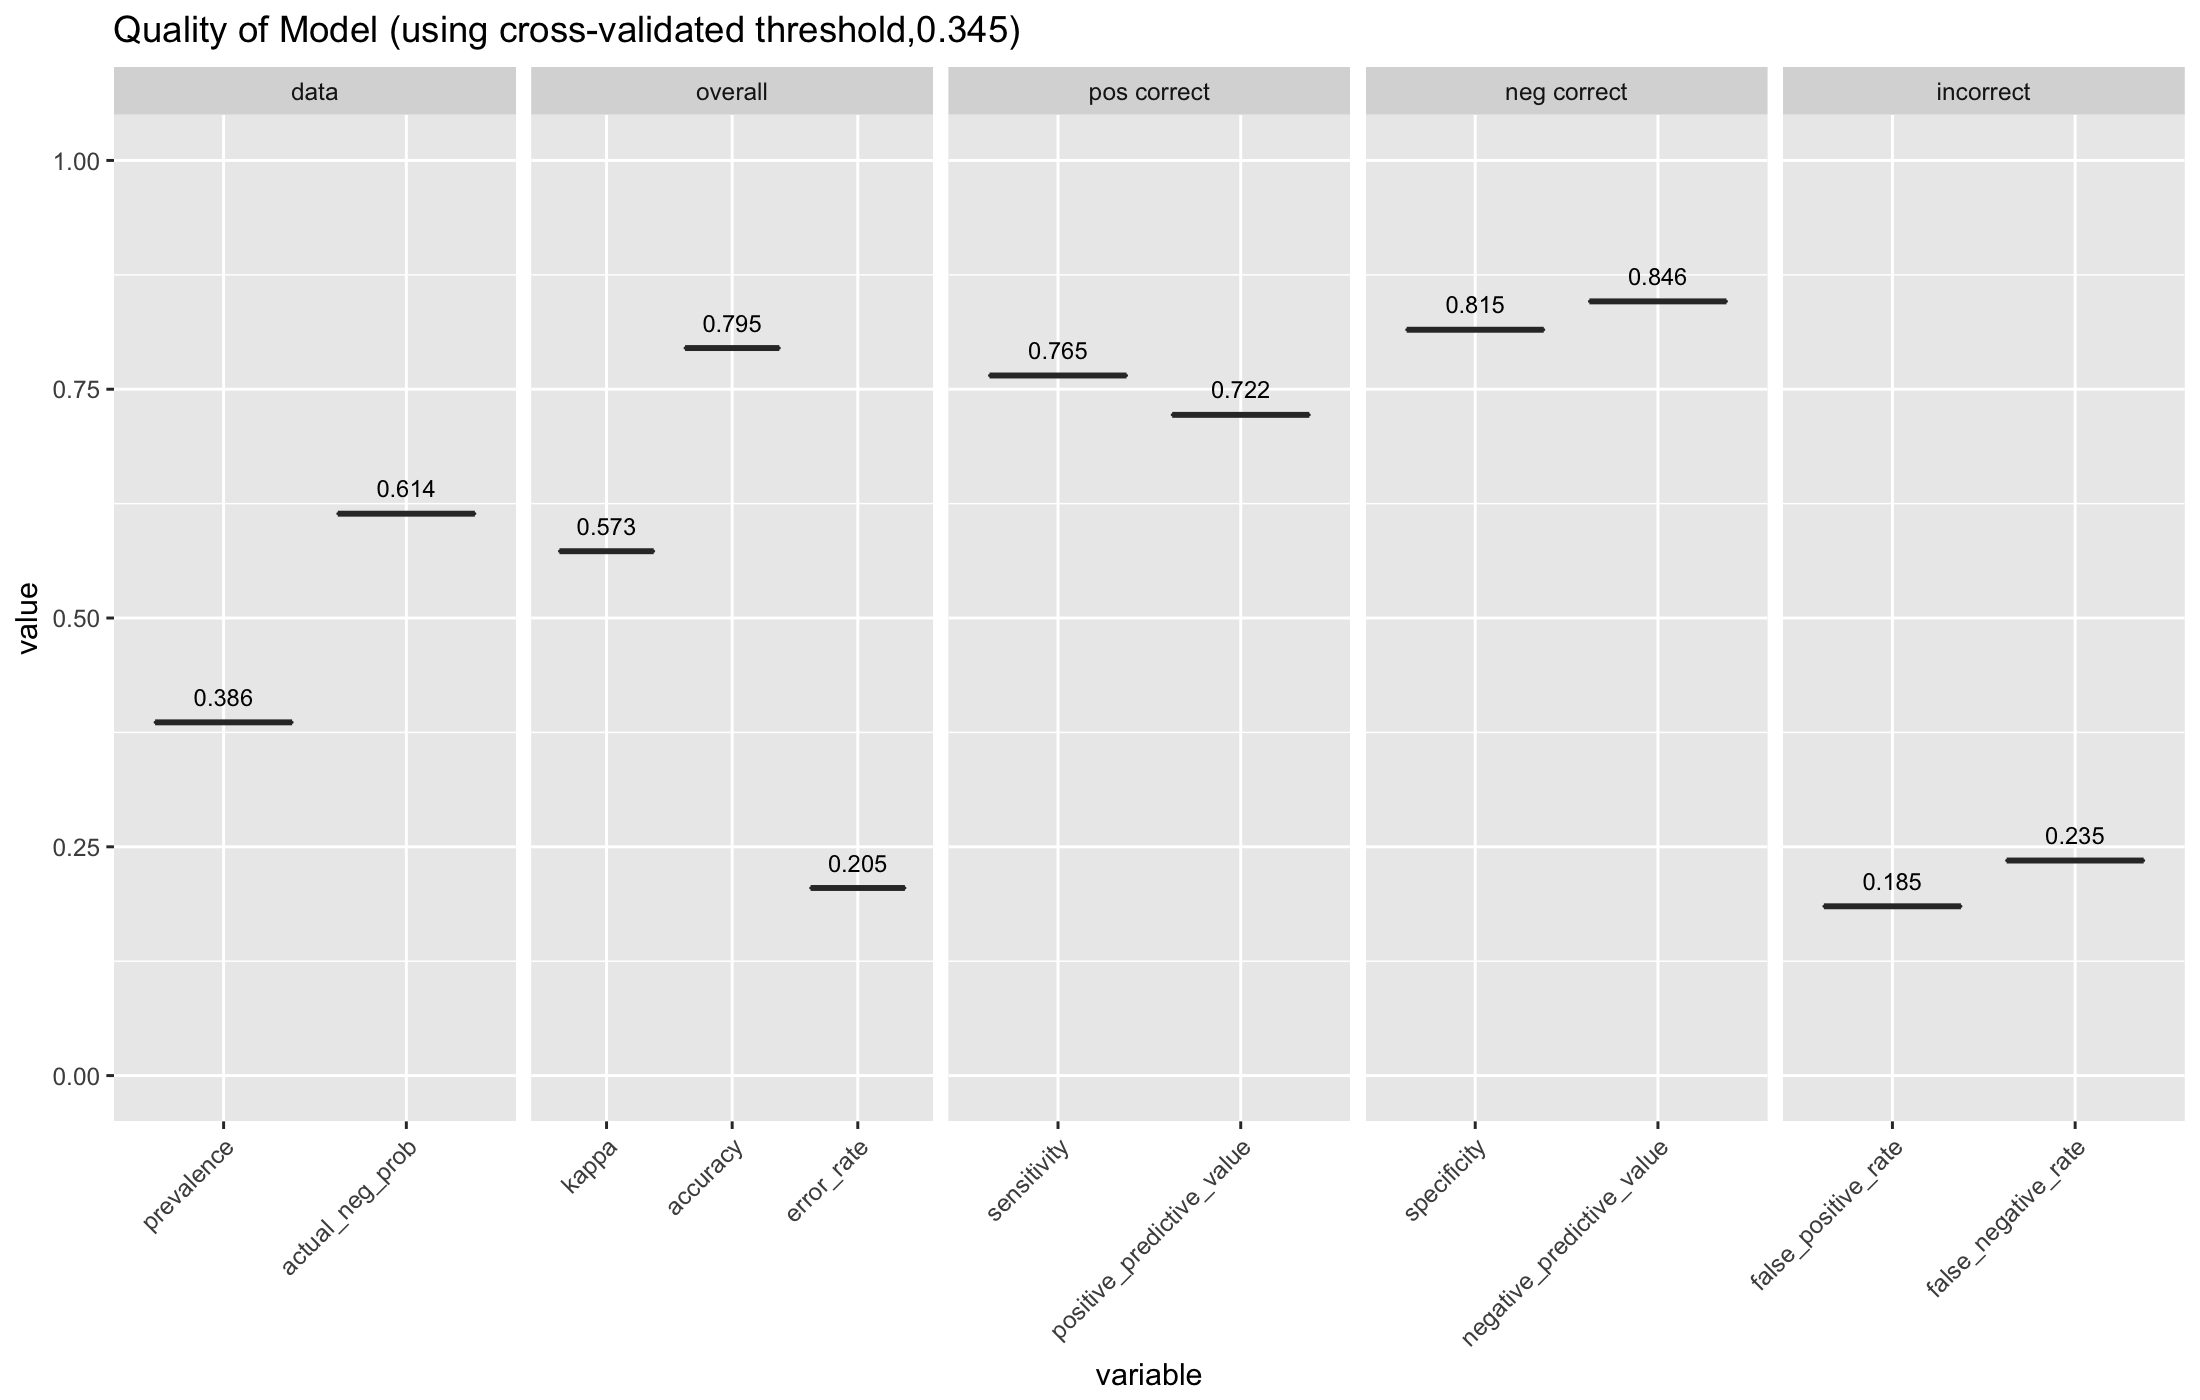 Quality of Model (using cross-validated threshold,0.345)
data
overall
pos correct
neg correct
incorrect
value
1.00
0.75
0.50
0.25
0.00
0.386
0.614
0.573
0.795
0.205
0.765
0.722
0.815
0.846
0.185
0.235
prevalence
actual_neg_prob
kappa
accuracy
error_rate
sensitivity
positive_predictive_value
specificity
negative_predictive_value
false_positive_rate
false_negative_rate
variable